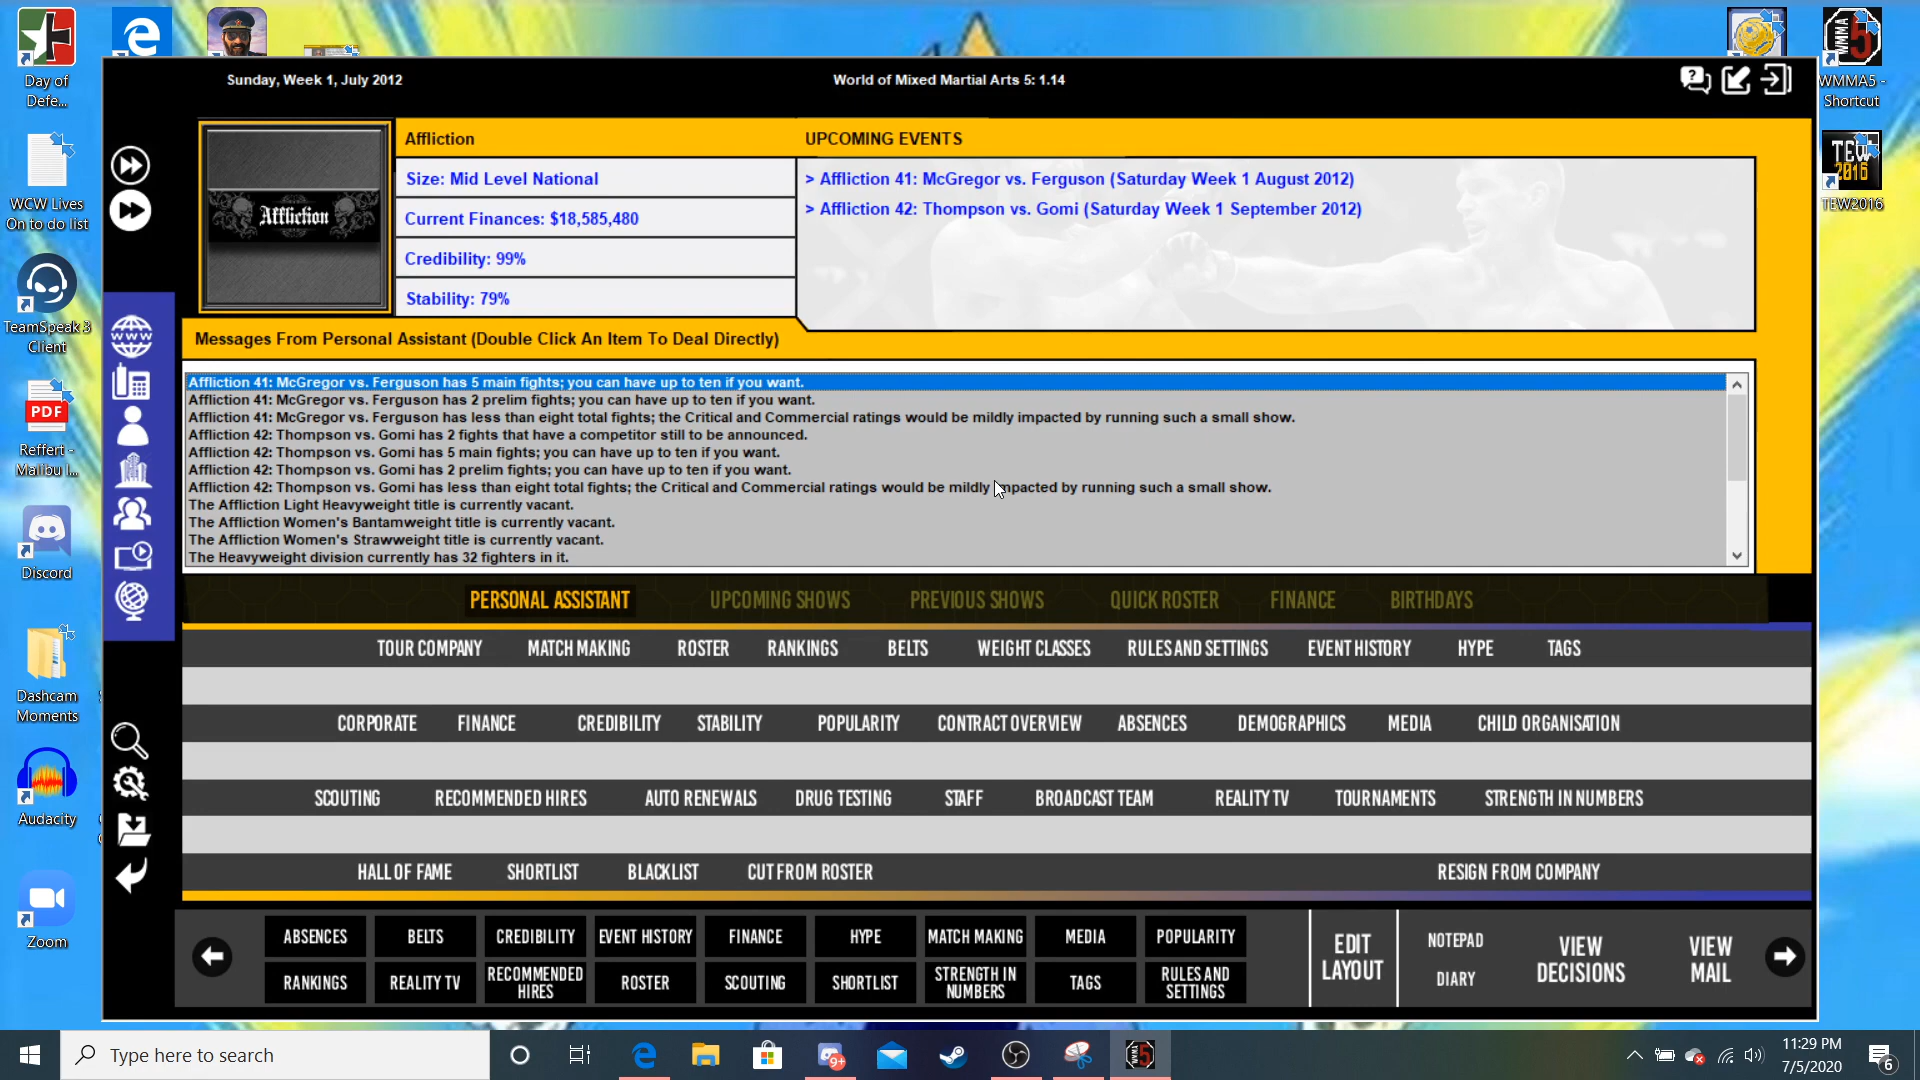 Day of
Defe...
WCW Lives
On to do list
TeamSpeak 3
Client
PDF
Reffert -
Malibu I...
Discord
Dashcam
Moments
Audacity
Zoom
WMMA 5
WMMA5 -
Shortcut
TEW
2016
TEW2016
Sunday, Week 1, July 2012
World of Mixed Martial Arts 5: 1.14
Affliction
Affliction
Size: Mid Level National
Current Finances: $18,585,480
Credibility: 99%
Stability: 79%
UPCOMING EVENTS
> Affliction 41: McGregor vs. Ferguson (Saturday Week 1 August 2012)
> Affliction 42: Thompson vs. Gomi (Saturday Week 1 September 2012)
WWW
Messages From Personal Assistant (Double Click An Item To Deal Directly)
Affliction 41: McGregor vs. Ferguson has 5 main fights; you can have up to ten if you want.
Affliction 41: McGregor vs. Ferguson has 2 prelim fights; you can have up to ten if you want.
Affliction 41: McGregor vs. Ferguson has less than eight total fights; the Critical and Commercial ratings would be mildly impacted by running such a small show.
Affliction 42: Thompson vs. Gomi has 2 fights that have a competitor still to be announced.
Affliction 42: Thompson vs. Gomi has 5 main fights; you can have up to ten if you want.
Affliction 42: Thompson vs. Gomi has 2 prelim fights; you can have up to ten if you want.
Affliction 42: Thompson vs. Gomi has less than eight total fights; the Critical and Commercial ratings would be mildly impacted by running such a small show.
The Affliction Light Heavyweight title is currently vacant.
The Affliction Women's Bantamweight title is currently vacant.
The Affliction Women's Strawweight title is currently vacant.
The Heavyweight division currently has 32 fighters in it.
PERSONAL ASSISTANT UPCOMING SHOWS PREVIOUS SHOWS QUICK ROSTER FINANCE BIRTHDAYS
TOUR COMPANY MATCH MAKING ROSTER RANKINGS BELTS WEIGHT CLASSES RULES AND SETTINGS EVENT HISTORY HYPE TAGS
CORPORATE FINANCE CREDIBILITY STABILITY POPULARITY CONTRACT OVERVIEW ABSENCES DEMOGRAPHICS MEDIA CHILD ORGANISATION
SCOUTING RECOMMENDED HIRES AUTO RENEWALS DRUG TESTING STAFF BROADCAST TEAM REALITY TV TOURNAMENTS STRENGTH IN NUMBERS
HALL OF FAME SHORTLIST BLACKLIST CUT FROM ROSTER RESIGN FROM COMPANY
ABSENCES BELTS CREDIBILITY EVENT HISTORY FINANCE HYPE MATCH MAKING MEDIA POPULARITY
RANKINGS REALITY TV RECOMMENDED HIRES ROSTER SCOUTING SHORTLIST STRENGTH IN NUMBERS TAGS RULES AND SETTINGS
EDIT
LAYOUT
NOTEPAD
DIARY
VIEW
DECISIONS
VIEW
MAIL
Type here to search
9+
WMMA 5
11:29 PM
7/5/2020
6